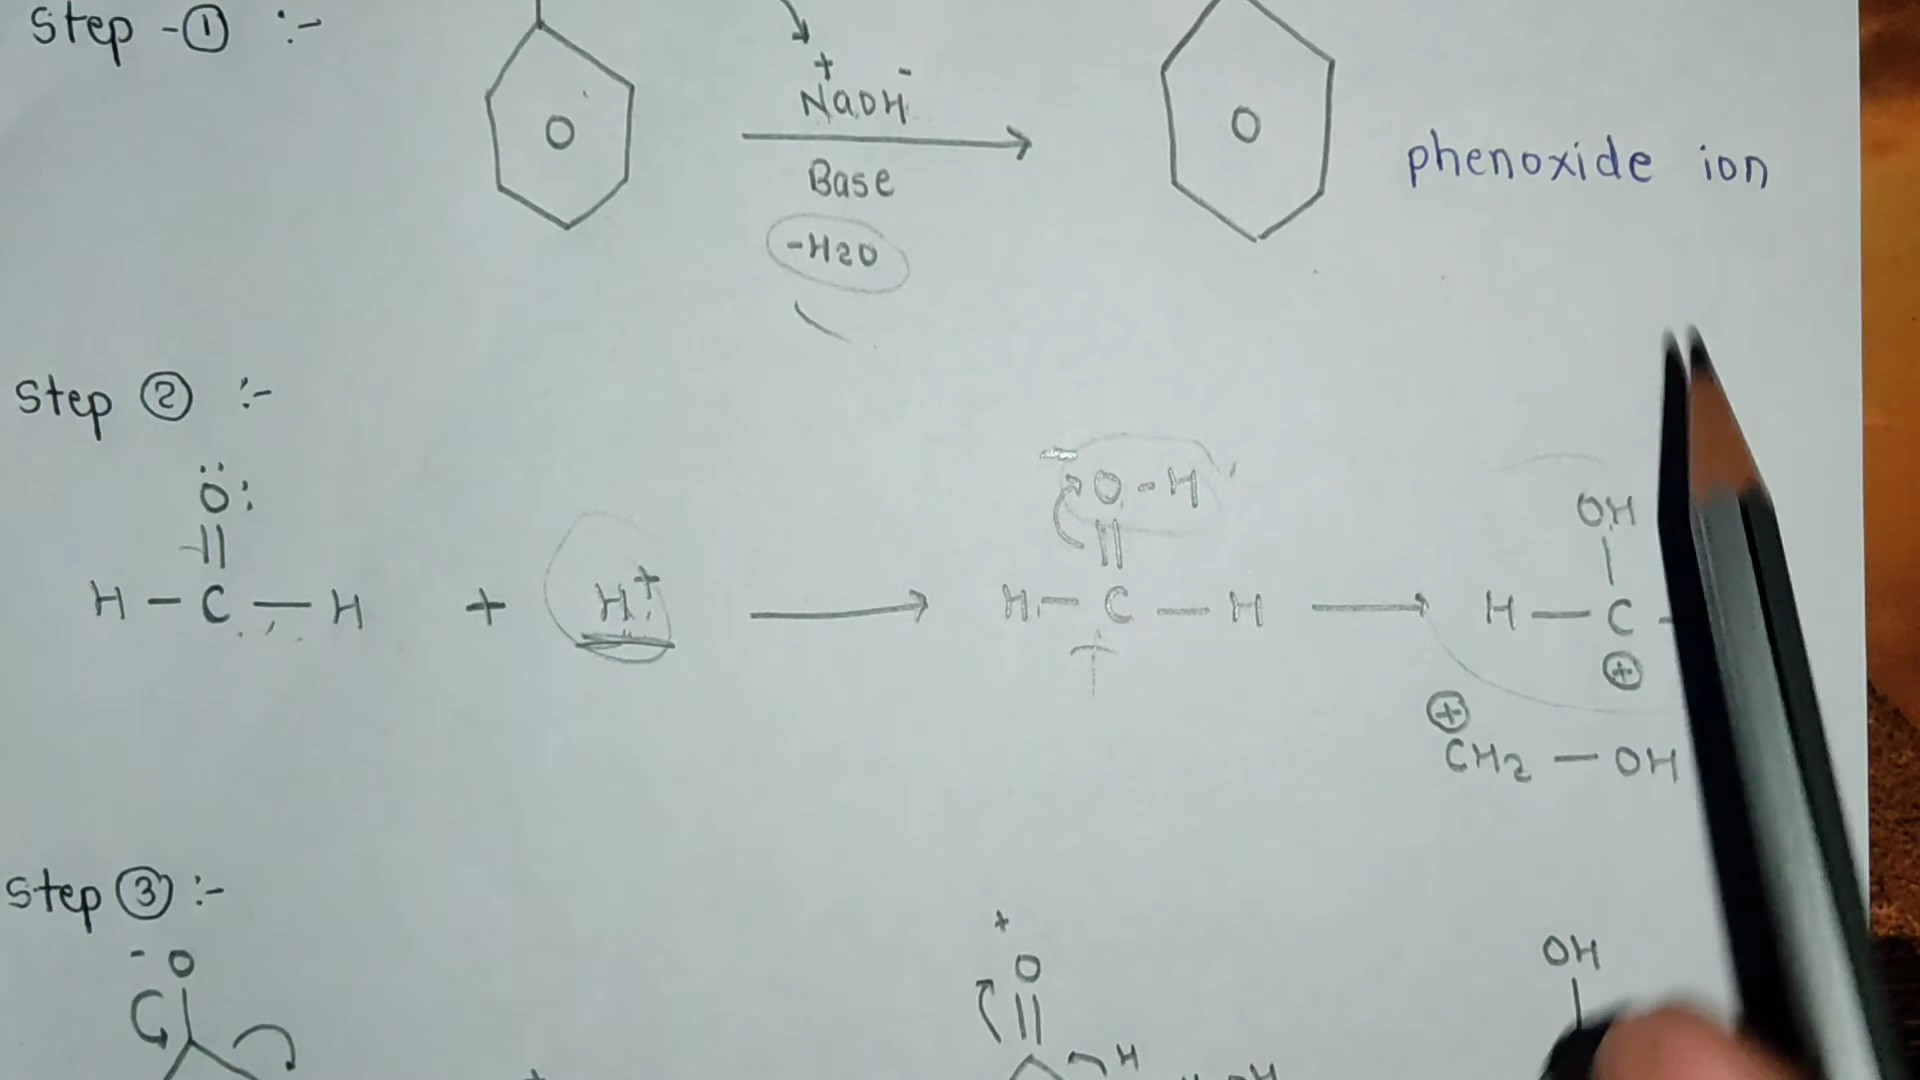 Step -① :-
+ -
NaOH
O
O
Base
phenoxide ion
-H2O
Step ② :-
O
O-H
OH
||
||
|
H - C - H + H+ H - C - H H - C
+
⊕
⊕
CH2 - OH
Step ③ :-
+
- O
O
OH
||
H